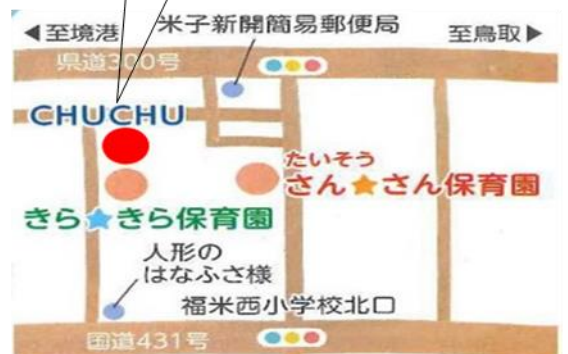 ◀至境港
米子新開簡易郵便局
至鳥取▶
県道300号
CHUCHU
たいそう
さん★さん保育園
きら★きら保育園
人形の
はなふさ様
福米西小学校北口
国道431号